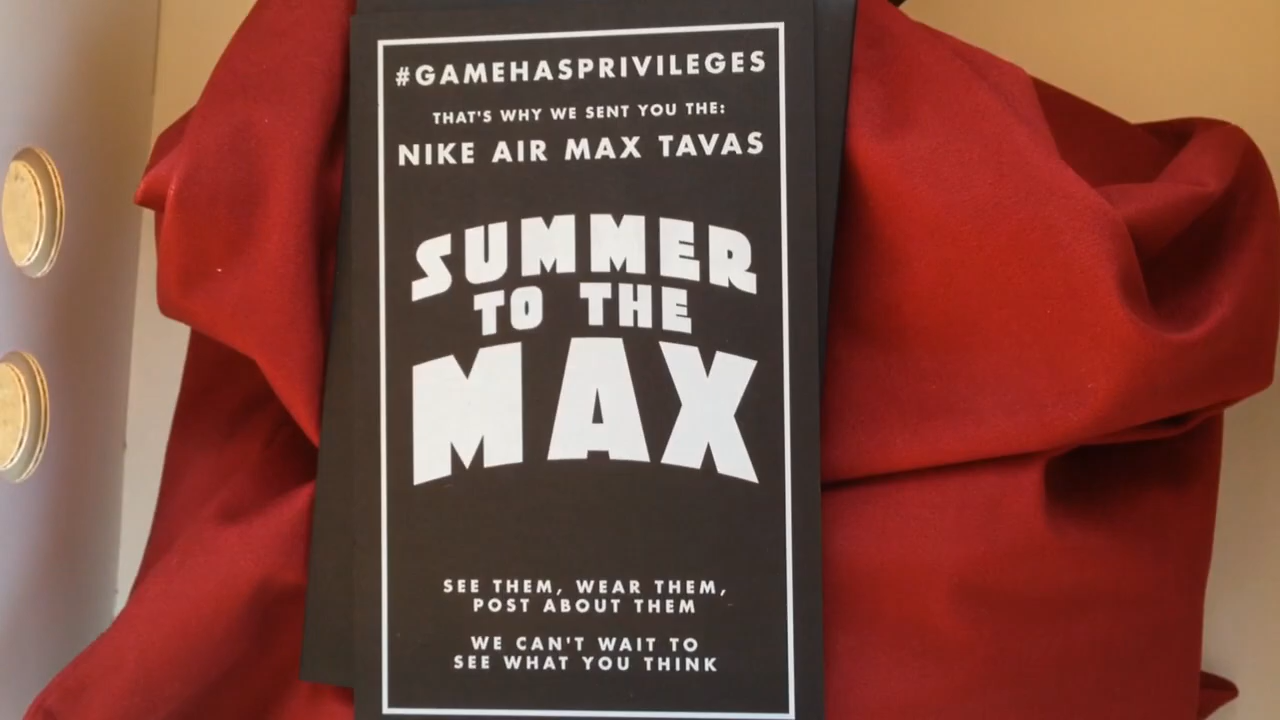 #GAMEHASPRIVILEGES
THAT'S WHY WE SENT YOU THE:
NIKE AIR MAX TAVAS
SUMMER
TO THE
MAX
SEE THEM, WEAR THEM,
POST ABOUT THEM
WE CAN'T WAIT TO
SEE WHAT YOU THINK